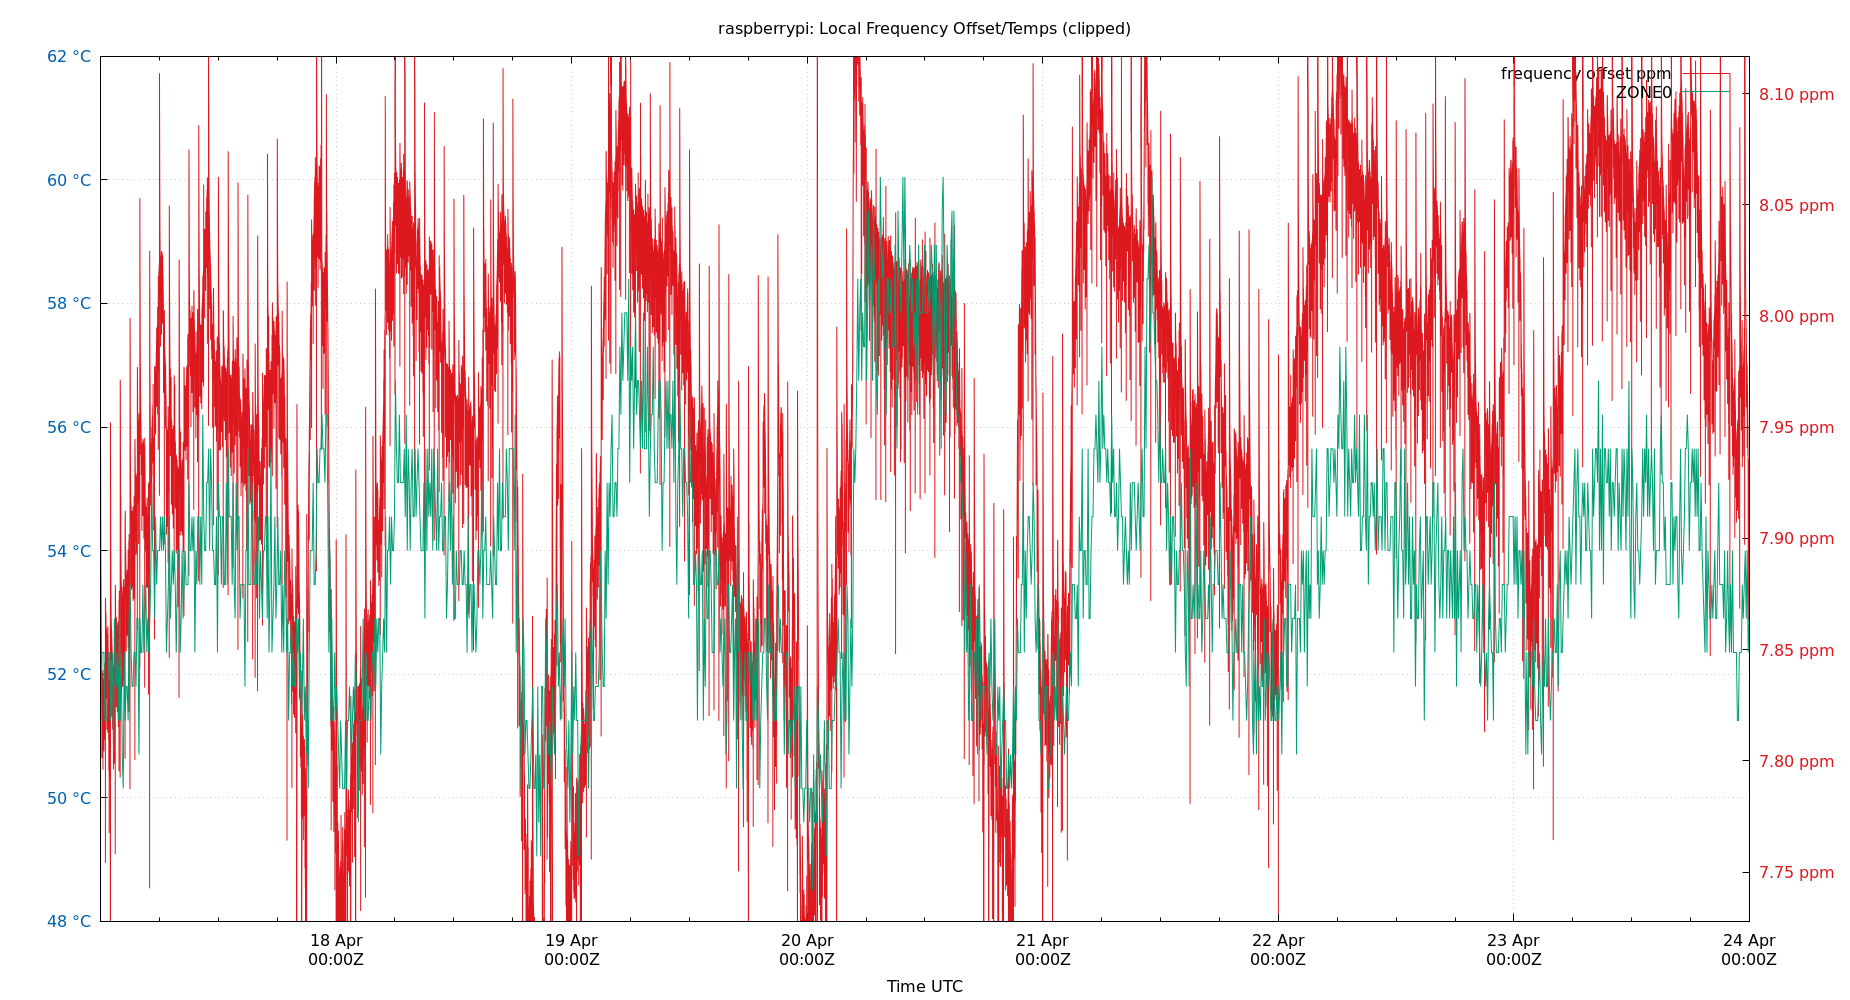 raspberrypi: Local Frequency Offset/Temps (clipped)
62 °C
60 °C
58 °C
56 °C
54 °C
52 °C
50 °C
48 °C
frequency offset ppm
ZONE0
8.10 ppm
8.05 ppm
8.00 ppm
7.95 ppm
7.90 ppm
7.85 ppm
7.80 ppm
7.75 ppm
18 Apr
00:00Z
19 Apr
00:00Z
20 Apr
00:00Z
21 Apr
00:00Z
22 Apr
00:00Z
23 Apr
00:00Z
24 Apr
00:00Z
Time UTC